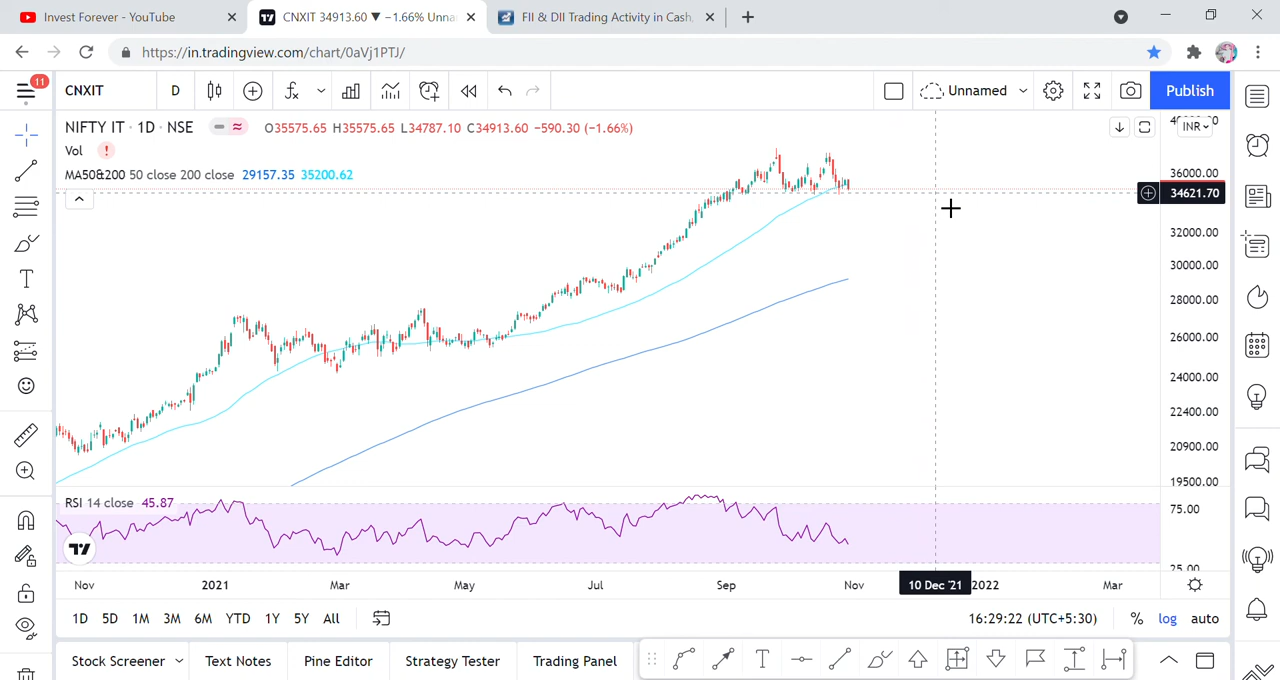 Invest Forever - YouTube
CNXIT 34913.60 ▼ −1.66% Unna
FII & DII Trading Activity in Cash,
https://in.tradingview.com/chart/0aVj1PTJ/
11
CNXIT
D
Unnamed
Publish
NIFTY IT · 1D · NSE
O35575.65 H35575.65 L34787.10 C34913.60 −590.30 (−1.66%)
INR
Vol
MA50&200 50 close 200 close 29157.35 35200.62
36000.00
34621.70
32000.00
30000.00
28000.00
26000.00
24000.00
22400.00
20900.00
19500.00
RSI 14 close 45.87
75.00
25.00
Nov 2021 Mar May Jul Sep Nov 10 Dec '21 2022 Mar
1D 5D 1M 3M 6M YTD 1Y 5Y All
16:29:22 (UTC+5:30)
% log auto
Stock Screener Text Notes Pine Editor Strategy Tester Trading Panel